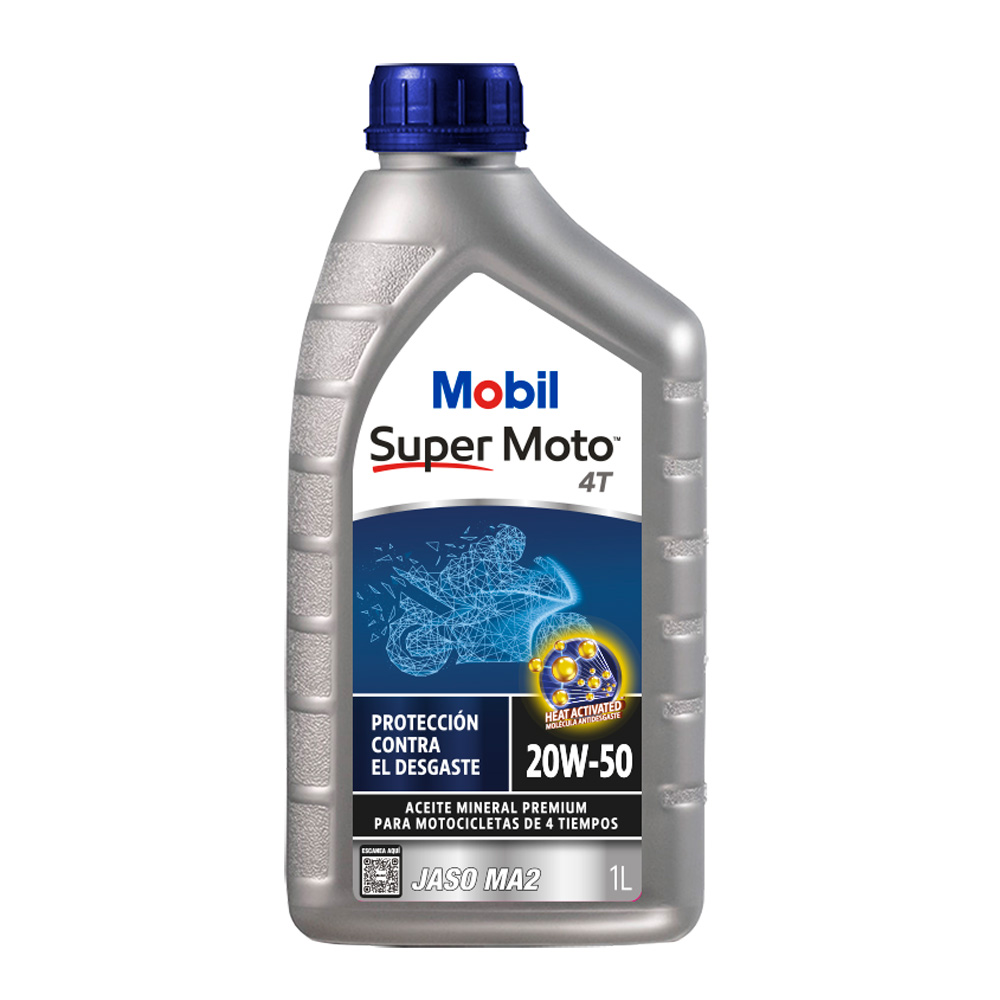 Mobil
Super Moto™
4T
HEAT ACTIVATED
MOLÉCULA ANTIDESGASTE
PROTECCIÓN
CONTRA
EL DESGASTE
20W-50
ACEITE MINERAL PREMIUM
PARA MOTOCICLETAS DE 4 TIEMPOS
ESCANEA AQUÍ
JASO MA2
1L